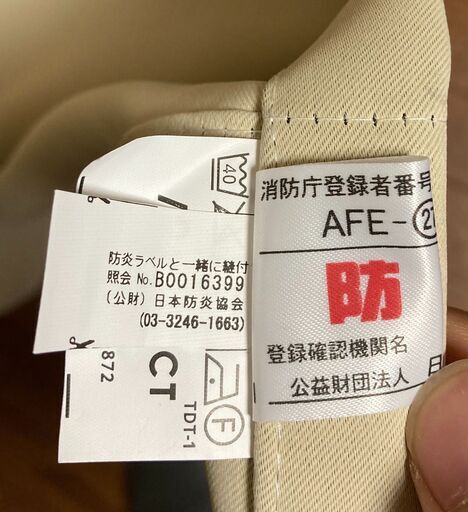 消防庁登録者番号
AFE-㉑
防
登録確認機関名
公益財団法人
防炎ラベルと一緒に縫付
照会 No.B0016399
(公財) 日本防炎協会
(03-3246-1663)
40
872
CT
TDT-1
F